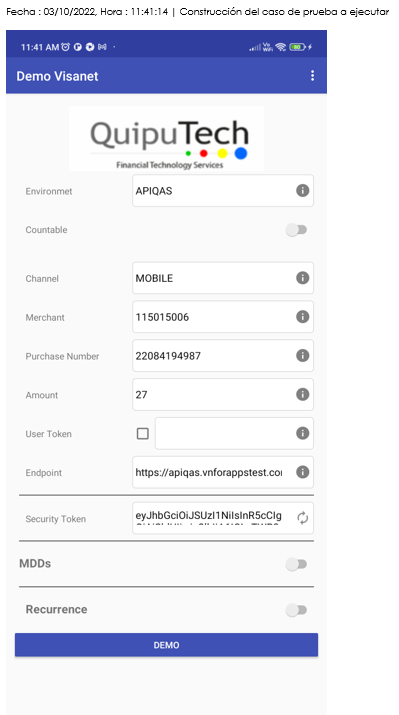 Fecha : 03/10/2022, Hora : 11:41:14 | Construcción del caso de prueba a ejecutar
11:41 AM
Demo Visanet
QuipuTech
Financial Technology Services
Environmet APIQAS
Countable
Channel MOBILE
Merchant 115015006
Purchase Number 22084194987
Amount 27
User Token
Endpoint https://apiqas.vnforappstest.co
Security Token eyJhbGciOiJSUzI1NiIsInR5cCIg
MDDs
Recurrence
DEMO